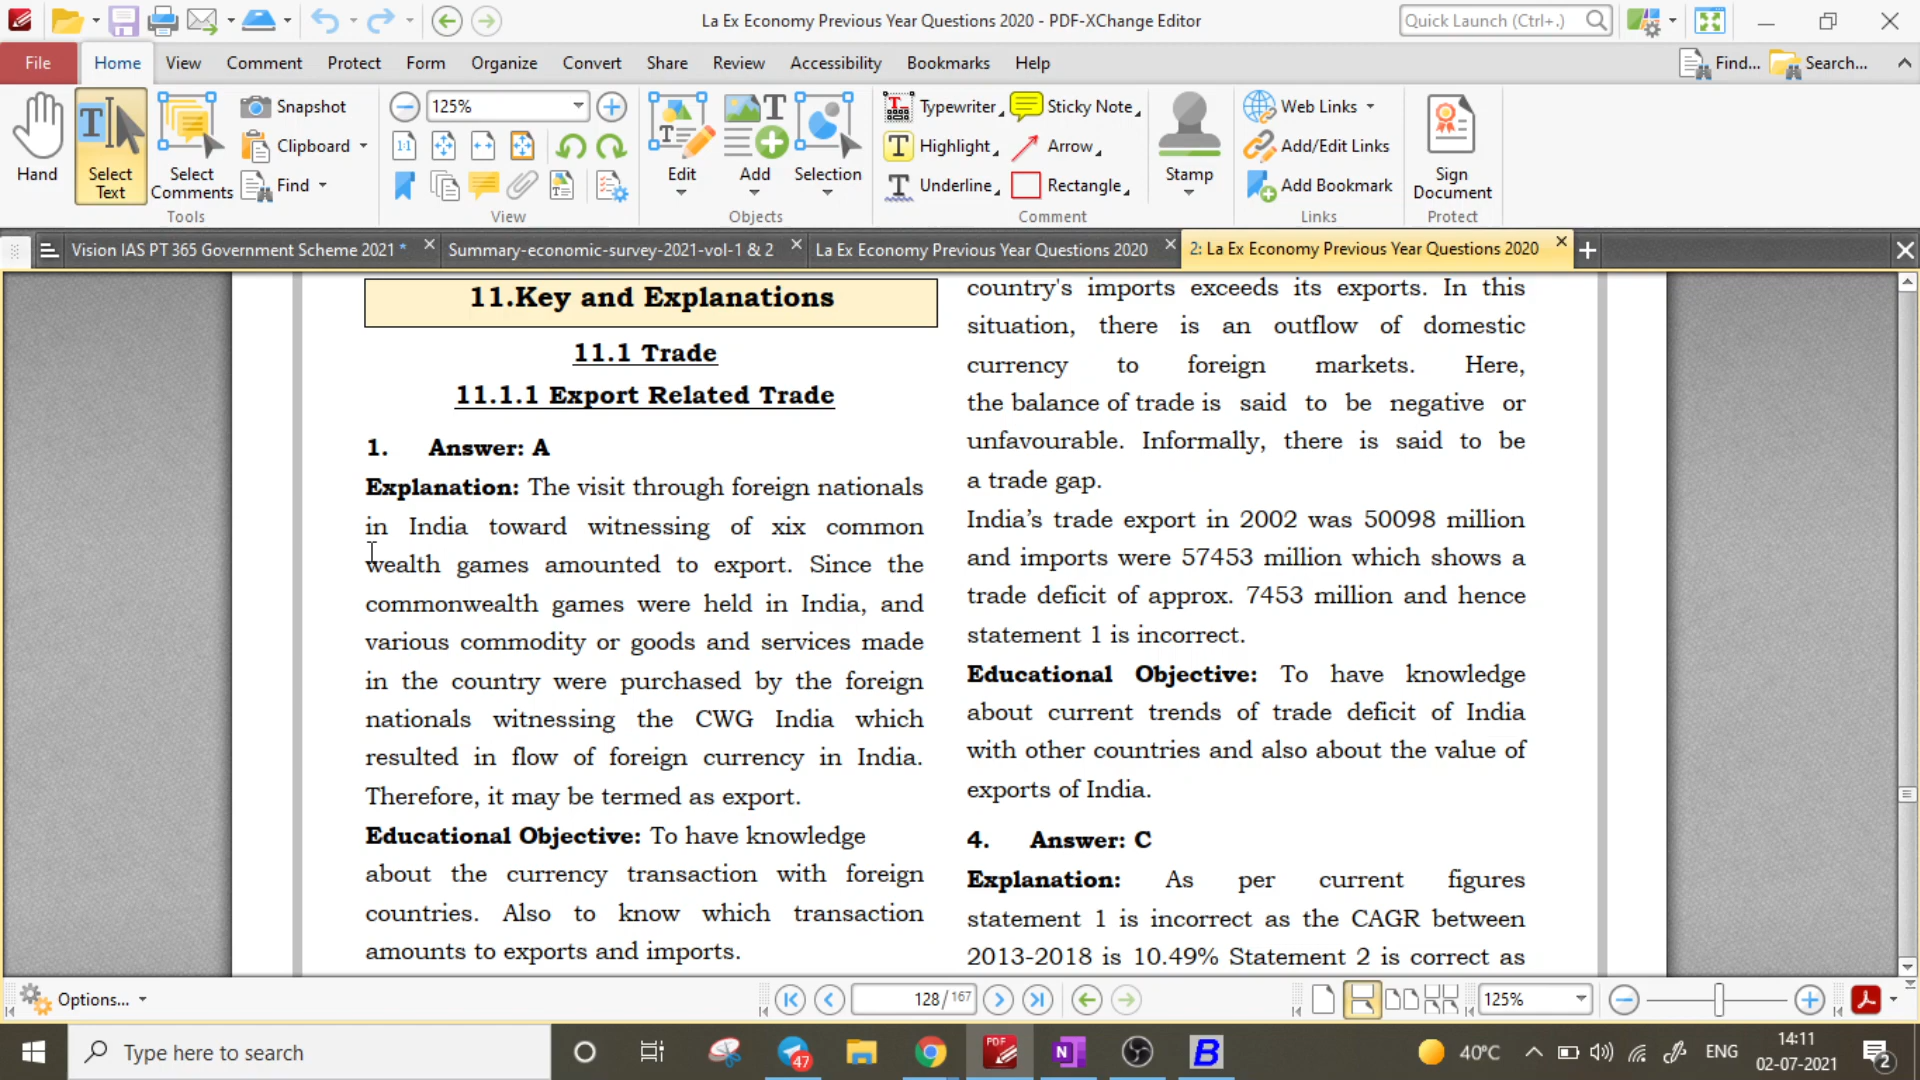 La Ex Economy Previous Year Questions 2020 - PDF-XChange Editor
Quick Launch (Ctrl+.)
File Home View Comment Protect Form Organize Convert Share Review Accessibility Bookmarks Help
Find... Search...
Hand
Select Text
Select Comments
Snapshot
Clipboard
Find
Tools
125%
View
Edit
Add
Selection
Objects
Typewriter
Highlight
Underline
Sticky Note
Arrow
Rectangle
Comment
Stamp
Web Links
Add/Edit Links
Add Bookmark
Links
Sign Document
Protect
Vision IAS PT 365 Government Scheme 2021 *
Summary-economic-survey-2021-vol-1 & 2
La Ex Economy Previous Year Questions 2020
2: La Ex Economy Previous Year Questions 2020
11.Key and Explanations
11.1 Trade
11.1.1 Export Related Trade
1. Answer: A
Explanation: The visit through foreign nationals
in India toward witnessing of xix common
wealth games amounted to export. Since the
commonwealth games were held in India, and
various commodity or goods and services made
in the country were purchased by the foreign
nationals witnessing the CWG India which
resulted in flow of foreign currency in India.
Therefore, it may be termed as export.
Educational Objective: To have knowledge
about the currency transaction with foreign
countries. Also to know which transaction
amounts to exports and imports.
country's imports exceeds its exports. In this
situation, there is an outflow of domestic
currency to foreign markets. Here,
the balance of trade is said to be negative or
unfavourable. Informally, there is said to be
a trade gap.
India's trade export in 2002 was 50098 million
and imports were 57453 million which shows a
trade deficit of approx. 7453 million and hence
statement 1 is incorrect.
Educational Objective: To have knowledge
about current trends of trade deficit of India
with other countries and also about the value of
exports of India.
4. Answer: C
Explanation: As per current figures
statement 1 is incorrect as the CAGR between
2013-2018 is 10.49% Statement 2 is correct as
Options...
128 / 167
125%
Type here to search
47
PDF
40°C
ENG
14:11
02-07-2021
2